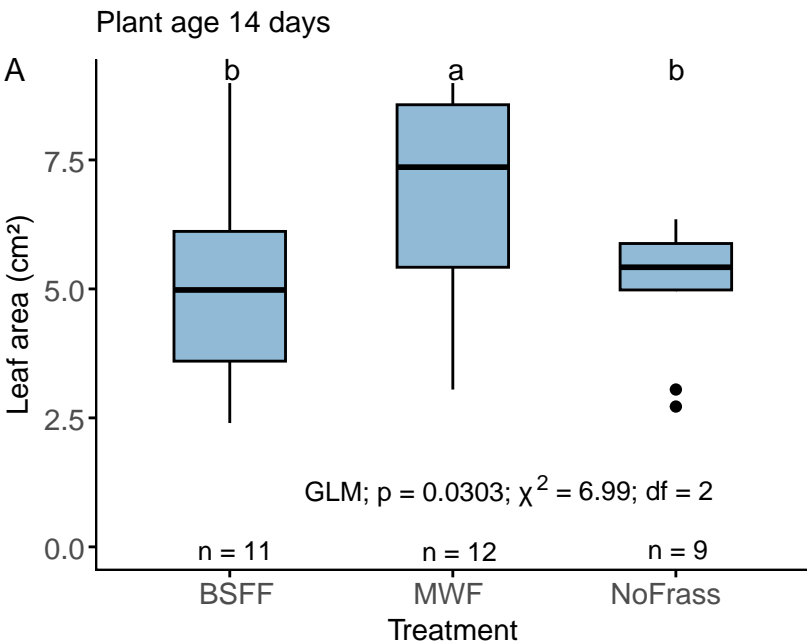 Plant age 14 days
A
b a b
7.5
5.0
2.5
0.0
Leaf area (cm²)
GLM; p = 0.0303; χ² = 6.99; df = 2
n = 11 n = 12 n = 9
BSFF MWF NoFrass
Treatment